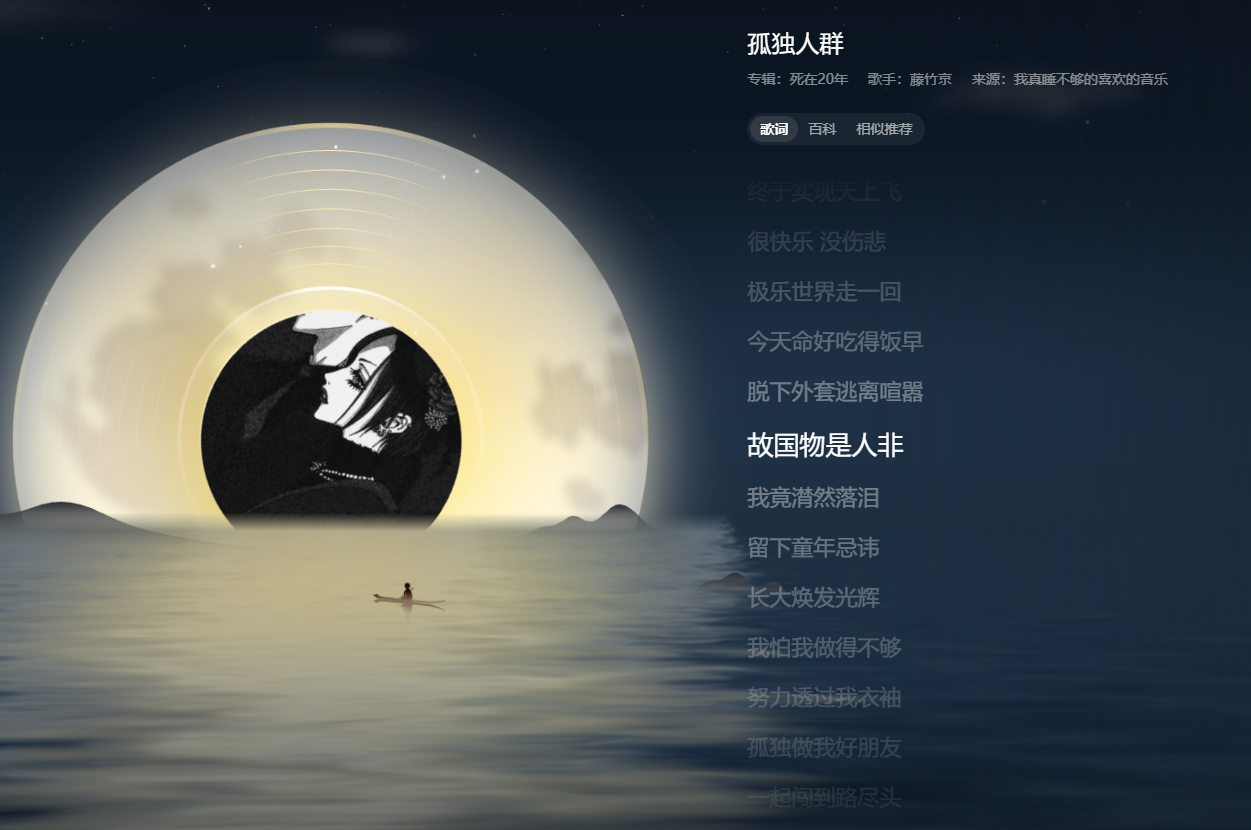 孤独人群
专辑：死在20年 歌手：藤竹京 来源：我真睡不够的喜欢的音乐
歌词 百科 相似推荐
终于实现天上飞
很快乐 没伤悲
极乐世界走一回
今天命好吃得饭早
脱下外套逃离喧嚣
故国物是人非
我竟潸然落泪
留下童年忌讳
长大焕发光辉
我怕我做得不够
努力透过我衣袖
孤独做我好朋友
一起闯到路尽头